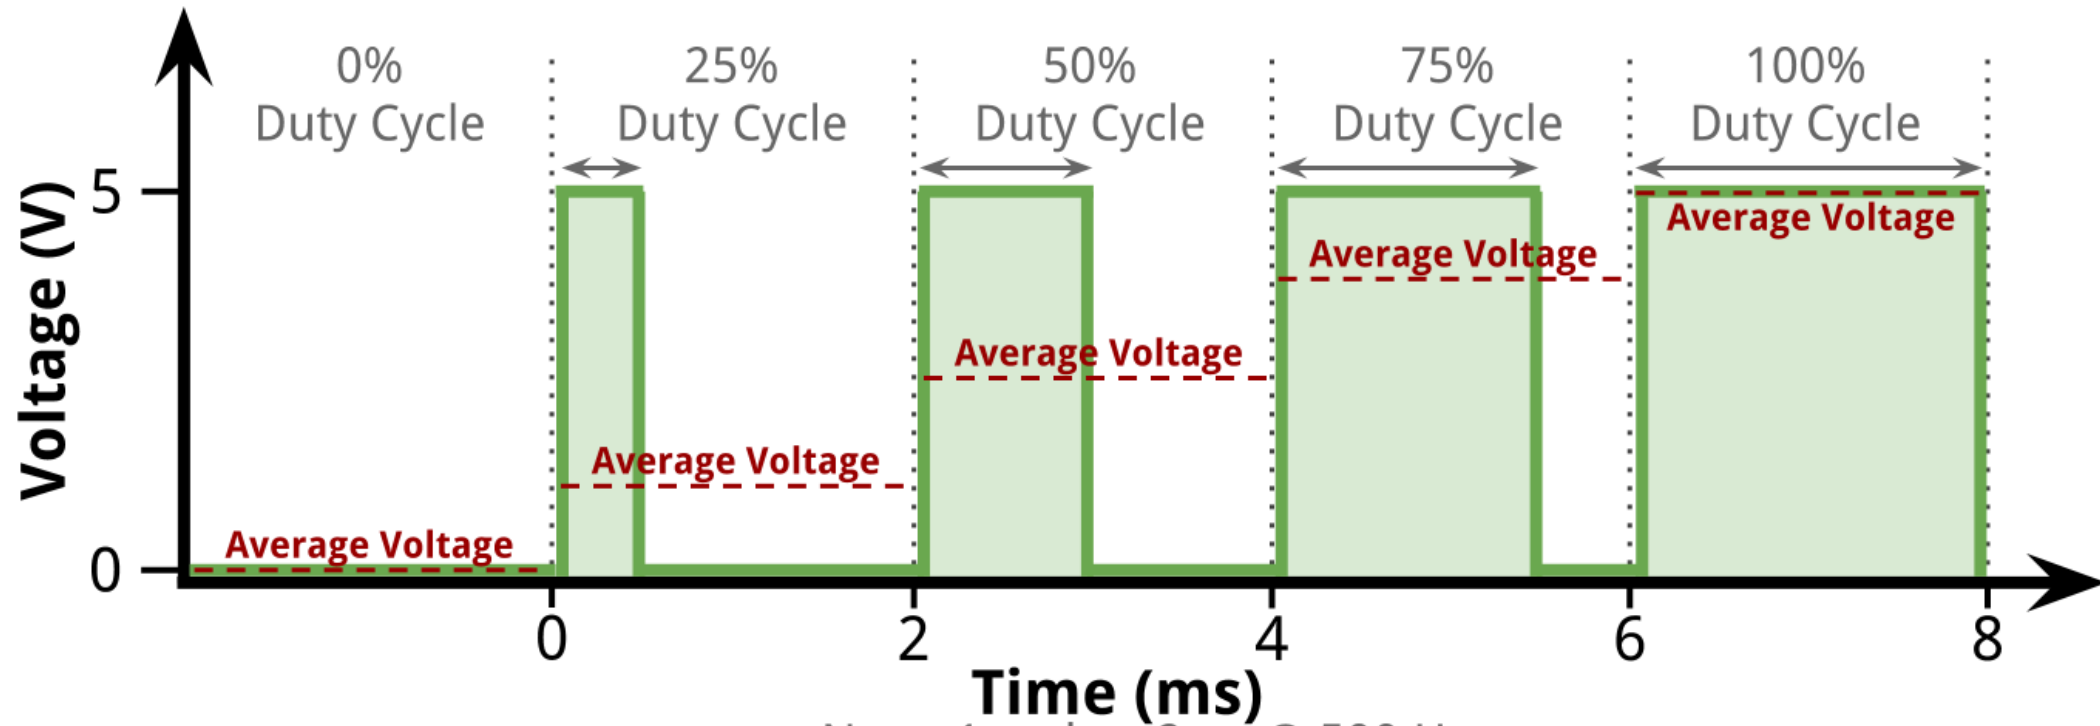 0%
Duty Cycle
25%
Duty Cycle
50%
Duty Cycle
75%
Duty Cycle
100%
Duty Cycle
Voltage (V)
5
0
Average Voltage
Average Voltage
Average Voltage
Average Voltage
Average Voltage
0
2
4
6
8
Time (ms)